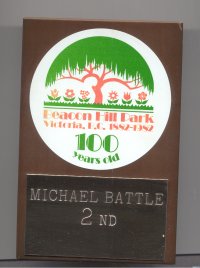 Beacon Hill Park
Victoria, B.C. 1882-1982
100
years old
MICHAEL BATTLE
2 ND